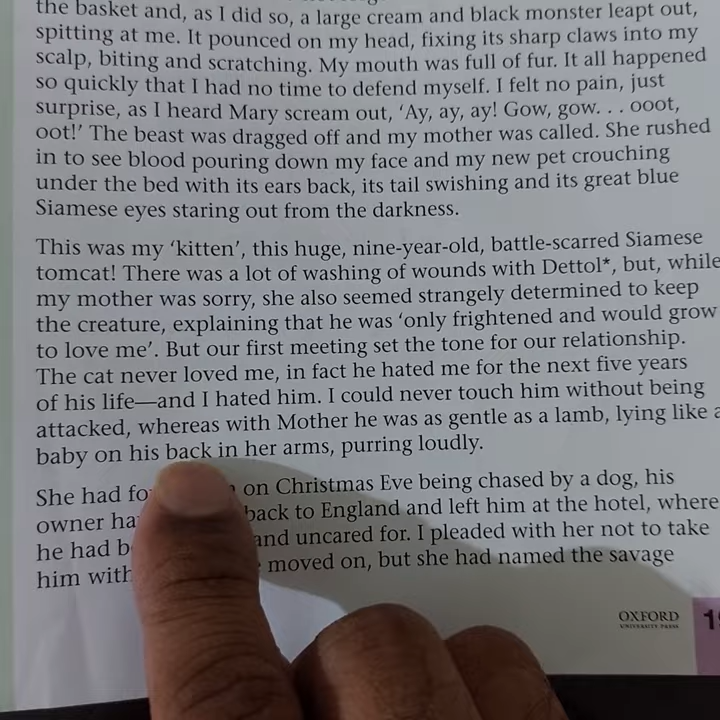 the basket and, as I did so, a large cream and black monster leapt out,
spitting at me. It pounced on my head, fixing its sharp claws into my
scalp, biting and scratching. My mouth was full of fur. It all happened
so quickly that I had no time to defend myself. I felt no pain, just
surprise, as I heard Mary scream out, ‘Ay, ay, ay! Gow, gow. . . ooot,
oot!’ The beast was dragged off and my mother was called. She rushed
in to see blood pouring down my face and my new pet crouching
under the bed with its ears back, its tail swishing and its great blue
Siamese eyes staring out from the darkness.
This was my ‘kitten’, this huge, nine-year-old, battle-scarred Siamese
tomcat! There was a lot of washing of wounds with Dettol*, but, while
my mother was sorry, she also seemed strangely determined to keep
the creature, explaining that he was ‘only frightened and would grow
to love me’. But our first meeting set the tone for our relationship.
The cat never loved me, in fact he hated me for the next five years
of his life—and I hated him. I could never touch him without being
attacked, whereas with Mother he was as gentle as a lamb, lying like a
baby on his back in her arms, purring loudly.
She had on Christmas Eve being chased by a dog, his
owner back to England and left him at the hotel, where
he had and uncared for. I pleaded with her not to take
him moved on, but she had named the savage
OXFORD
UNIVERSITY PRESS